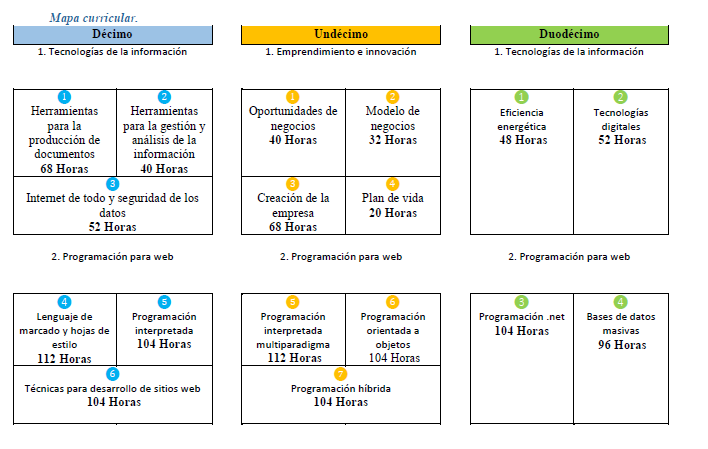 Mapa curricular.
Décimo
1. Tecnologías de la información
1
Herramientas
para la
producción de
documentos
68 Horas
2
Herramientas
para la gestión y
análisis de la
información
40 Horas
3
Internet de todo y seguridad de los
datos
52 Horas
2. Programación para web
4
Lenguaje de
marcado y hojas de
estilo
112 Horas
5
Programación
interpretada
104 Horas
6
Técnicas para desarrollo de sitios web
104 Horas
Undécimo
1. Emprendimiento e innovación
1
Oportunidades de
negocios
40 Horas
2
Modelo de
negocios
32 Horas
3
Creación de la
empresa
68 Horas
4
Plan de vida
20 Horas
2. Programación para web
5
Programación
interpretada
multiparadigma
112 Horas
6
Programación
orientada a
objetos
104 Horas
7
Programación híbrida
104 Horas
Duodécimo
1. Tecnologías de la información
1
Eficiencia
energética
48 Horas
2
Tecnologías
digitales
52 Horas
2. Programación para web
3
Programación .net
104 Horas
4
Bases de datos
masivas
96 Horas